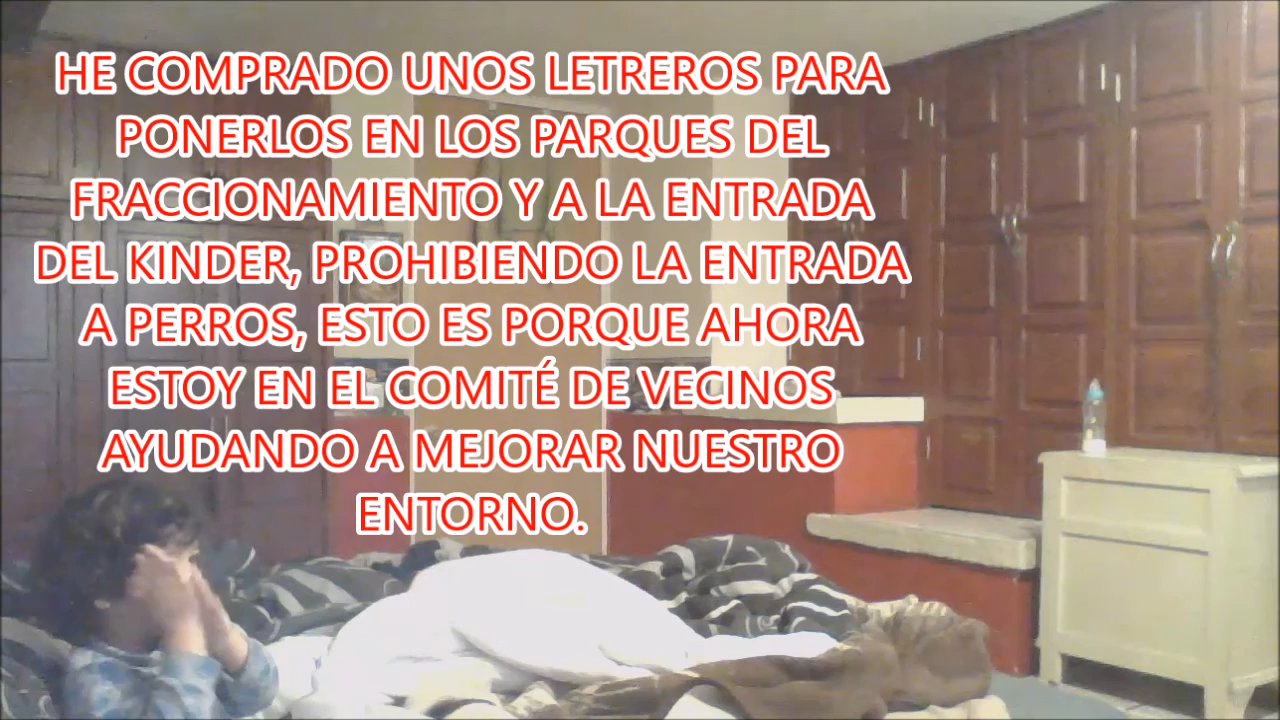 HE COMPRADO UNOS LETREROS PARA
PONERLOS EN LOS PARQUES DEL
FRACCIONAMIENTO Y A LA ENTRADA
DEL KINDER, PROHIBIENDO LA ENTRADA
A PERROS, ESTO ES PORQUE AHORA
ESTOY EN EL COMITÉ DE VECINOS
AYUDANDO A MEJORAR NUESTRO
ENTORNO.